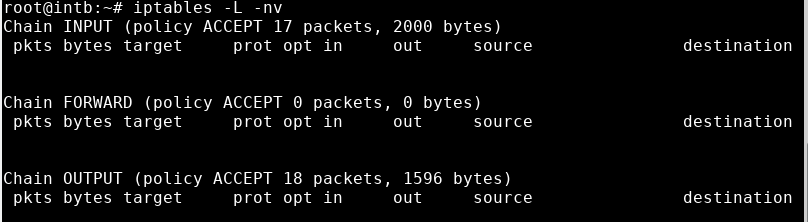 root@intb:~# iptables -L -nv
Chain INPUT (policy ACCEPT 17 packets, 2000 bytes)
 pkts bytes target     prot opt in     out     source               destination
Chain FORWARD (policy ACCEPT 0 packets, 0 bytes)
 pkts bytes target     prot opt in     out     source               destination
Chain OUTPUT (policy ACCEPT 18 packets, 1596 bytes)
 pkts bytes target     prot opt in     out     source               destination